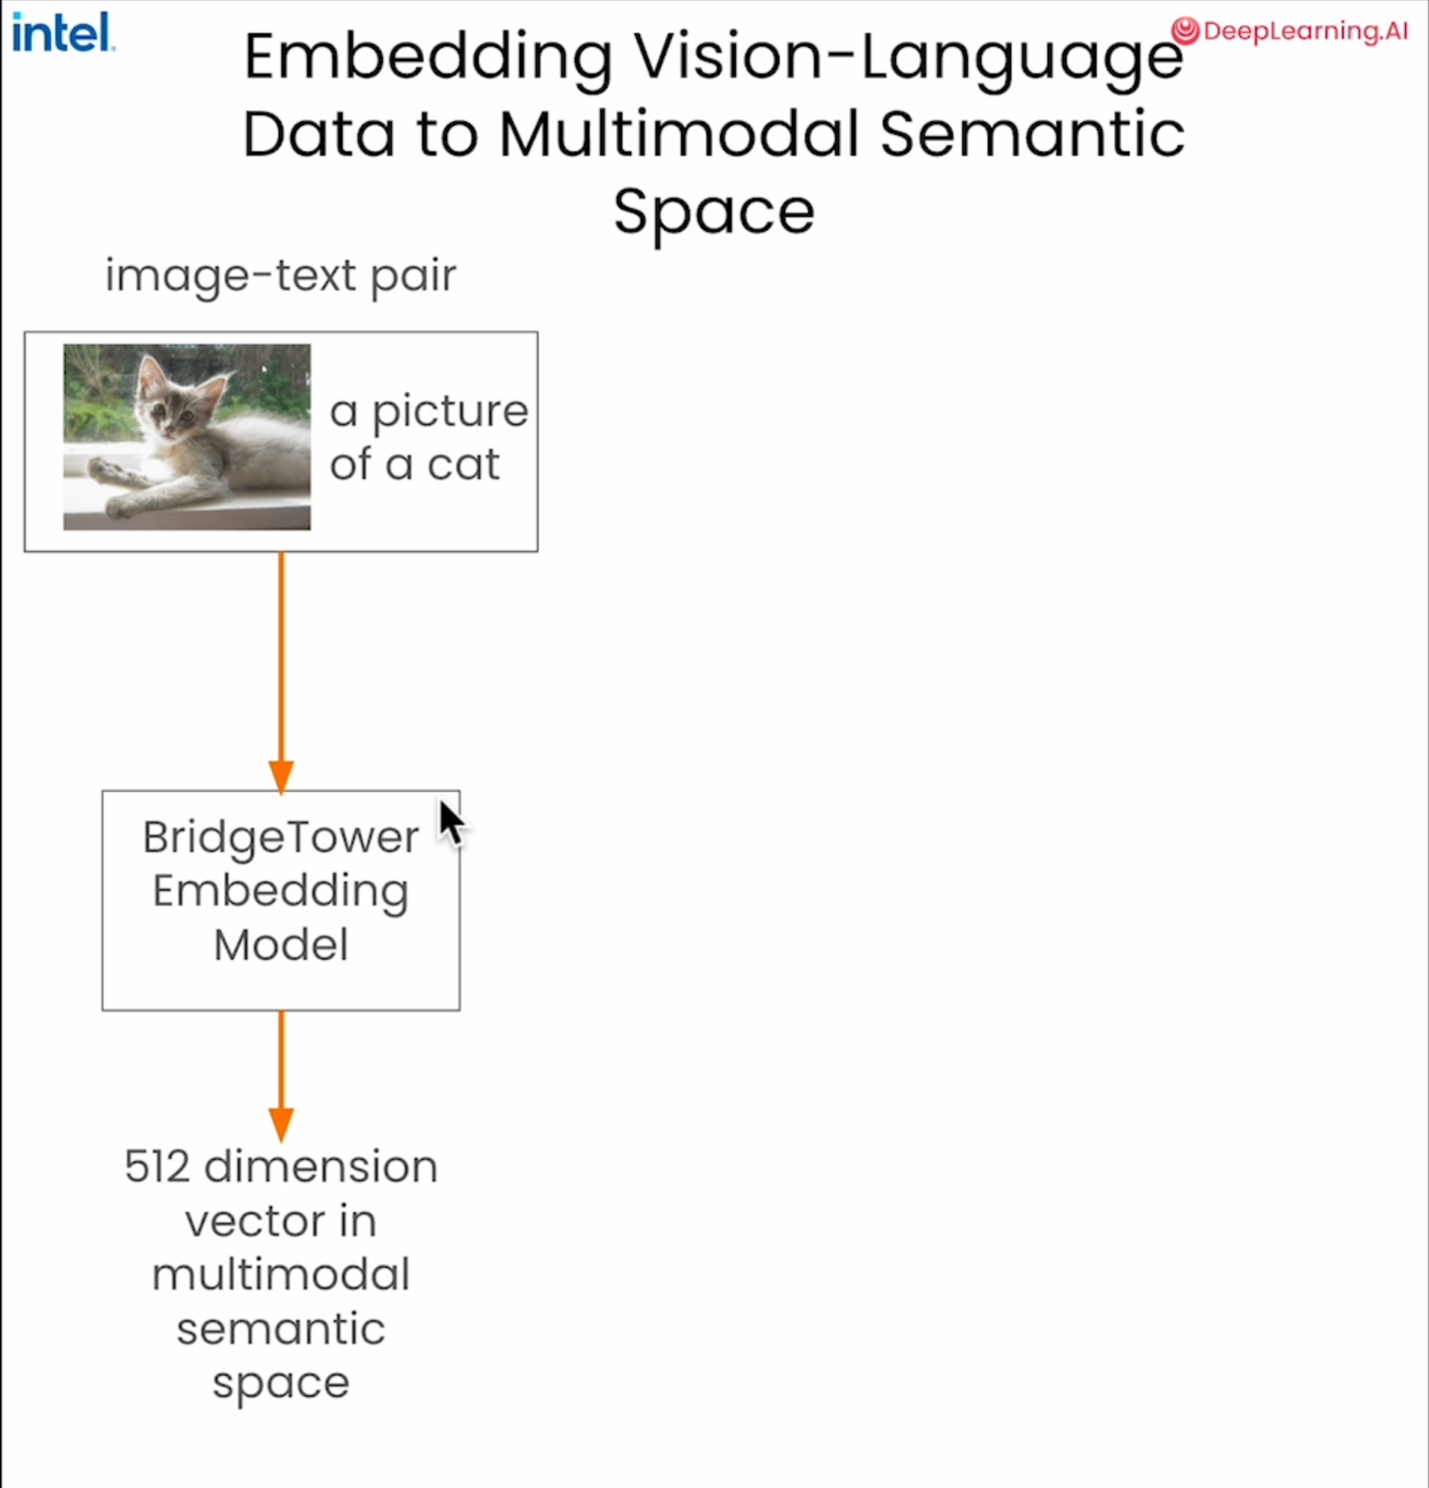 intel.
DeepLearning.AI
Embedding Vision-Language
Data to Multimodal Semantic
Space
image-text pair
a picture
of a cat
BridgeTower
Embedding
Model
512 dimension
vector in
multimodal
semantic
space